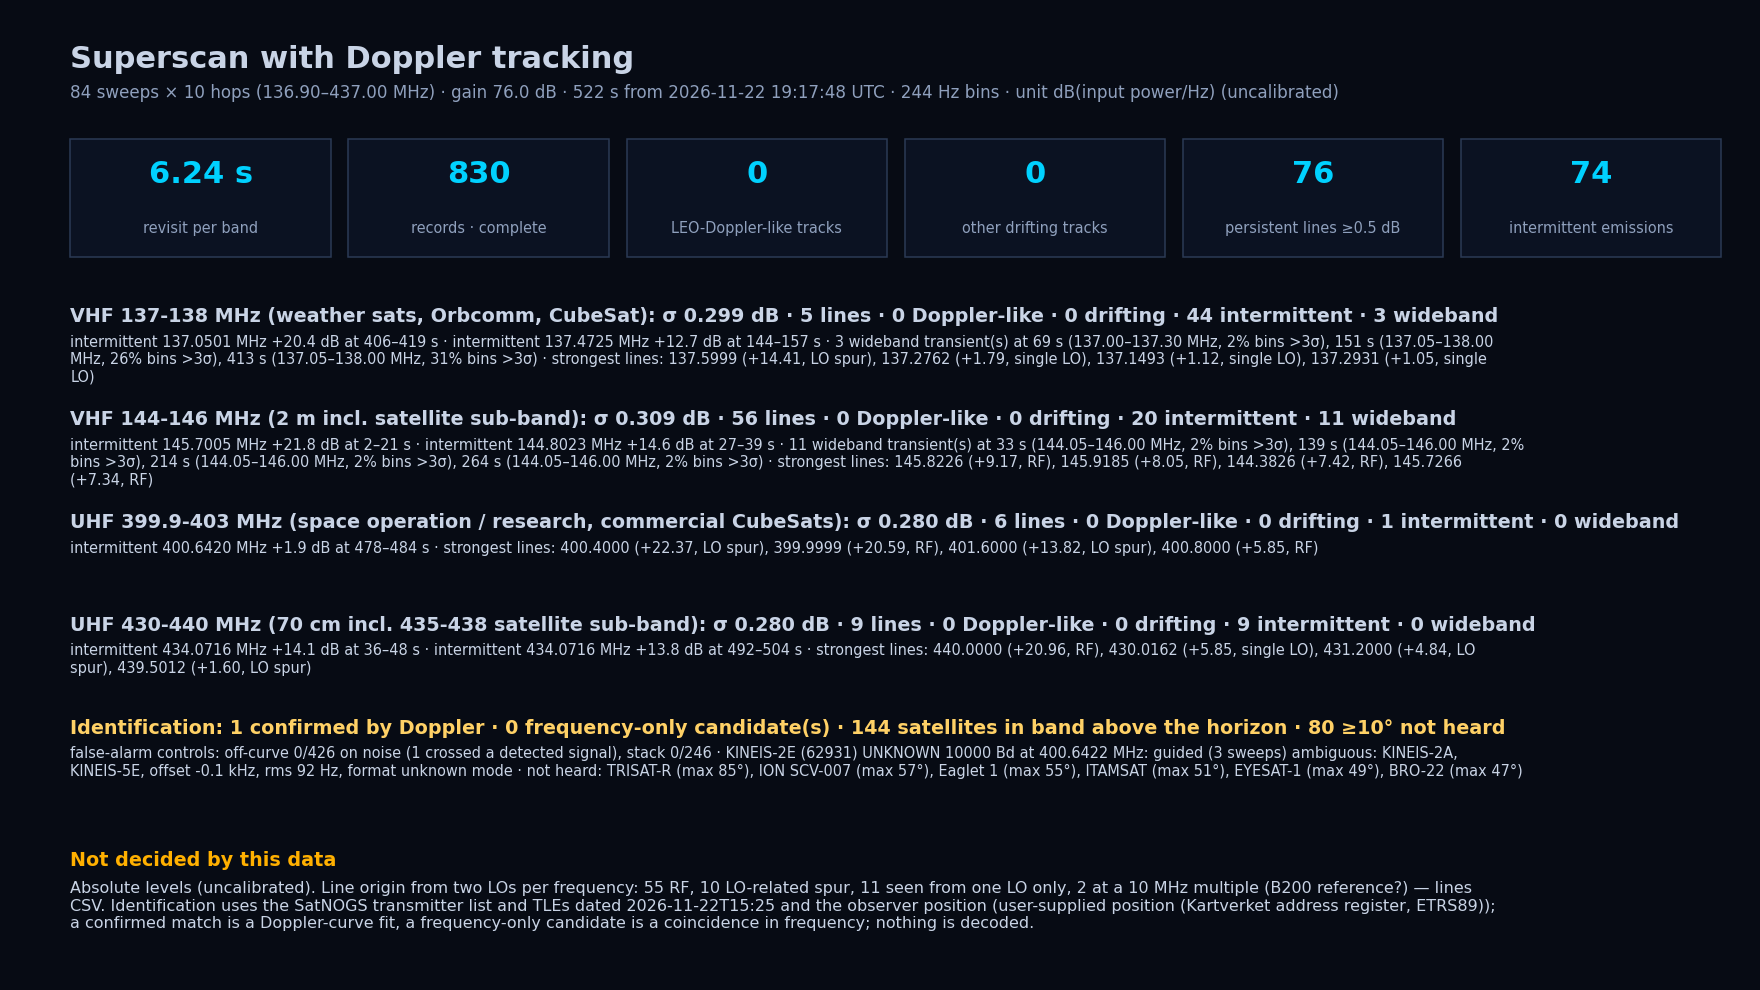 Superscan with Doppler tracking
84 sweeps × 10 hops (136.90–437.00 MHz) · gain 76.0 dB · 522 s from 2026-11-22 19:17:48 UTC · 244 Hz bins · unit dB(input power/Hz) (uncalibrated)
6.24 s
revisit per band
830
records · complete
0
LEO-Doppler-like tracks
0
other drifting tracks
76
persistent lines ≥0.5 dB
74
intermittent emissions
VHF 137-138 MHz (weather sats, Orbcomm, CubeSat): σ 0.299 dB · 5 lines · 0 Doppler-like · 0 drifting · 44 intermittent · 3 wideband
intermittent 137.0501 MHz +20.4 dB at 406–419 s · intermittent 137.4725 MHz +12.7 dB at 144–157 s · 3 wideband transient(s) at 69 s (137.00–137.30 MHz, 2% bins >3σ), 151 s (137.05–138.00
MHz, 26% bins >3σ), 413 s (137.05–138.00 MHz, 31% bins >3σ) · strongest lines: 137.5999 (+14.41, LO spur), 137.2762 (+1.79, single LO), 137.1493 (+1.12, single LO), 137.2931 (+1.05, single
LO)
VHF 144-146 MHz (2 m incl. satellite sub-band): σ 0.309 dB · 56 lines · 0 Doppler-like · 0 drifting · 20 intermittent · 11 wideband
intermittent 145.7005 MHz +21.8 dB at 2–21 s · intermittent 144.8023 MHz +14.6 dB at 27–39 s · 11 wideband transient(s) at 33 s (144.05–146.00 MHz, 2% bins >3σ), 139 s (144.05–146.00 MHz, 2%
bins >3σ), 214 s (144.05–146.00 MHz, 2% bins >3σ), 264 s (144.05–146.00 MHz, 2% bins >3σ) · strongest lines: 145.8226 (+9.17, RF), 145.9185 (+8.05, RF), 144.3826 (+7.42, RF), 145.7266
(+7.34, RF)
UHF 399.9-403 MHz (space operation / research, commercial CubeSats): σ 0.280 dB · 6 lines · 0 Doppler-like · 0 drifting · 1 intermittent · 0 wideband
intermittent 400.6420 MHz +1.9 dB at 478–484 s · strongest lines: 400.4000 (+22.37, LO spur), 399.9999 (+20.59, RF), 401.6000 (+13.82, LO spur), 400.8000 (+5.85, RF)
UHF 430-440 MHz (70 cm incl. 435-438 satellite sub-band): σ 0.280 dB · 9 lines · 0 Doppler-like · 0 drifting · 9 intermittent · 0 wideband
intermittent 434.0716 MHz +14.1 dB at 36–48 s · intermittent 434.0716 MHz +13.8 dB at 492–504 s · strongest lines: 440.0000 (+20.96, RF), 430.0162 (+5.85, single LO), 431.2000 (+4.84, LO
spur), 439.5012 (+1.60, LO spur)
Identification: 1 confirmed by Doppler · 0 frequency-only candidate(s) · 144 satellites in band above the horizon · 80 ≥10° not heard
false-alarm controls: off-curve 0/426 on noise (1 crossed a detected signal), stack 0/246 · KINEIS-2E (62931) UNKNOWN 10000 Bd at 400.6422 MHz: guided (3 sweeps) ambiguous: KINEIS-2A,
KINEIS-5E, offset -0.1 kHz, rms 92 Hz, format unknown mode · not heard: TRISAT-R (max 85°), ION SCV-007 (max 57°), Eaglet 1 (max 55°), ITAMSAT (max 51°), EYESAT-1 (max 49°), BRO-22 (max 47°)
Not decided by this data
Absolute levels (uncalibrated). Line origin from two LOs per frequency: 55 RF, 10 LO-related spur, 11 seen from one LO only, 2 at a 10 MHz multiple (B200 reference?) — lines
CSV. Identification uses the SatNOGS transmitter list and TLEs dated 2026-11-22T15:25 and the observer position (user-supplied position (Kartverket address register, ETRS89));
a confirmed match is a Doppler-curve fit, a frequency-only candidate is a coincidence in frequency; nothing is decoded.